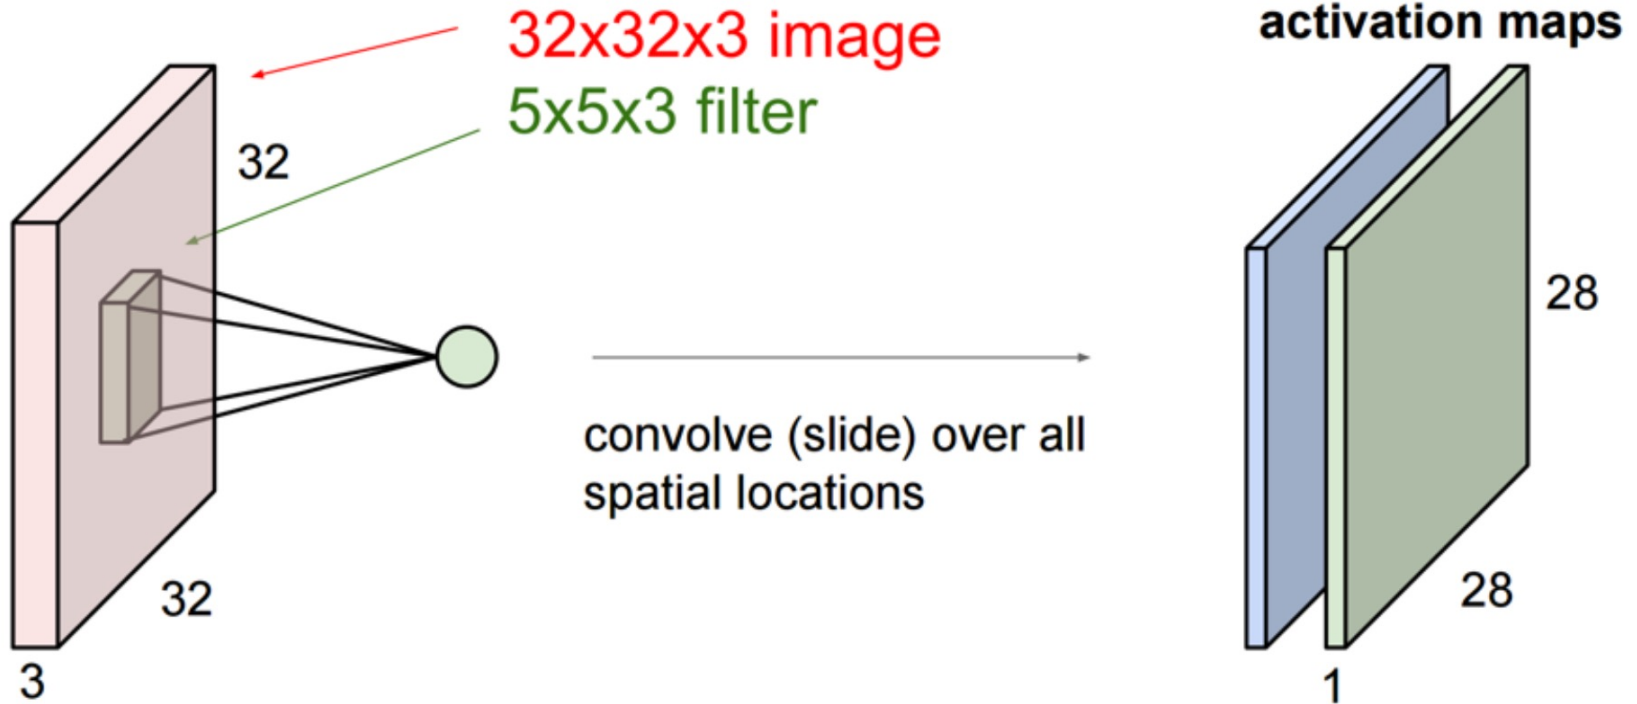 32x32x3 image
5x5x3 filter
32
32
3
convolve (slide) over all
spatial locations
activation maps
28
28
1